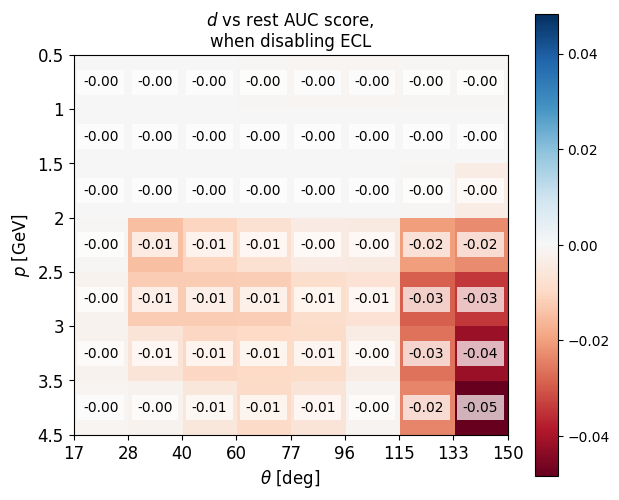 d vs rest AUC score,
when disabling ECL
0.5
-0.00 -0.00 -0.00 -0.00 -0.00 -0.00 -0.00 -0.00
1
-0.00 -0.00 -0.00 -0.00 -0.00 -0.00 -0.00 -0.00
1.5
-0.00 -0.00 -0.00 -0.00 -0.00 -0.00 -0.00 -0.00
2
-0.00 -0.01 -0.01 -0.01 -0.00 -0.00 -0.02 -0.02
2.5
-0.00 -0.01 -0.01 -0.01 -0.01 -0.01 -0.03 -0.03
3
-0.00 -0.01 -0.01 -0.01 -0.01 -0.00 -0.03 -0.04
3.5
-0.00 -0.00 -0.01 -0.01 -0.01 -0.00 -0.02 -0.05
4.5
p [GeV]
17 28 40 60 77 96 115 133 150
θ [deg]
0.04
0.02
0.00
−0.02
−0.04